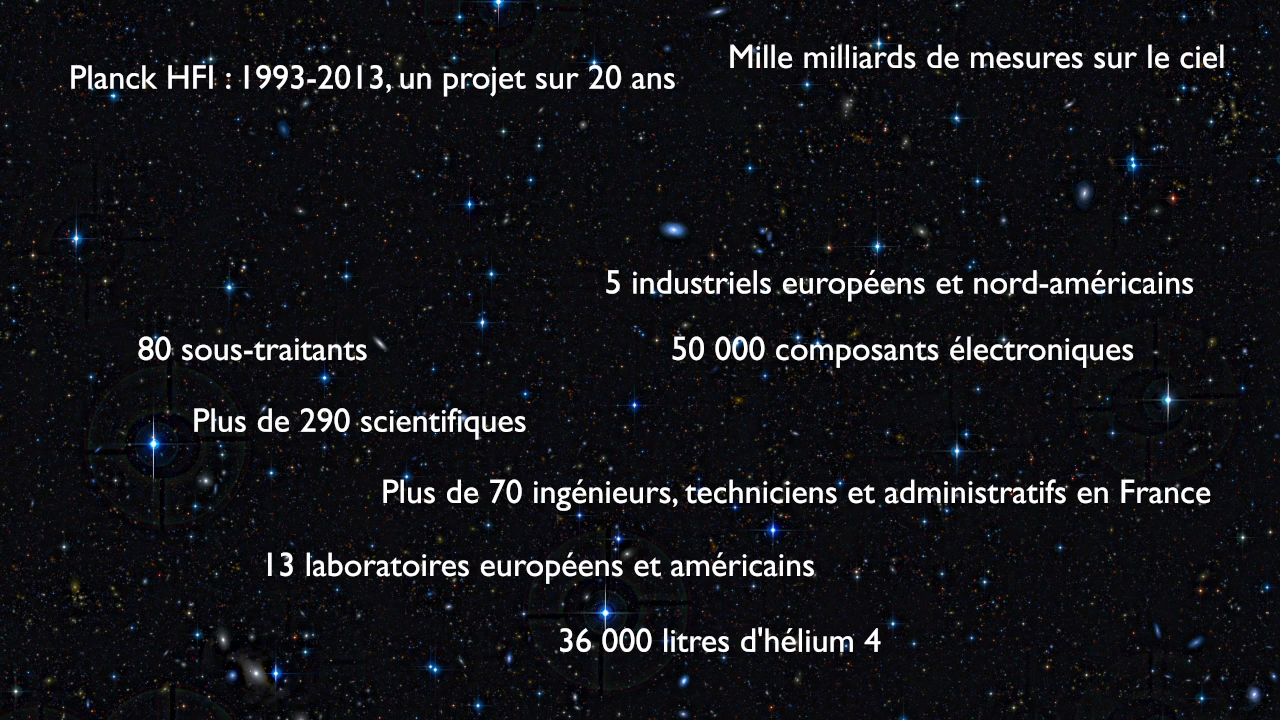 Planck HFI : 1993-2013, un projet sur 20 ans
Mille milliards de mesures sur le ciel
5 industriels européens et nord-américains
80 sous-traitants
50 000 composants électroniques
Plus de 290 scientifiques
Plus de 70 ingénieurs, techniciens et administratifs en France
13 laboratoires européens et américains
36 000 litres d'hélium 4